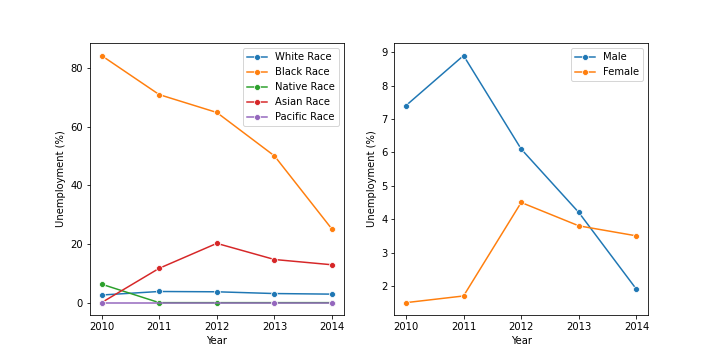 Unemployment (%)
80
60
40
20
0
2010 2011 2012 2013 2014
Year
White Race
Black Race
Native Race
Asian Race
Pacific Race
Unemployment (%)
9
8
7
6
5
4
3
2
2010 2011 2012 2013 2014
Year
Male
Female